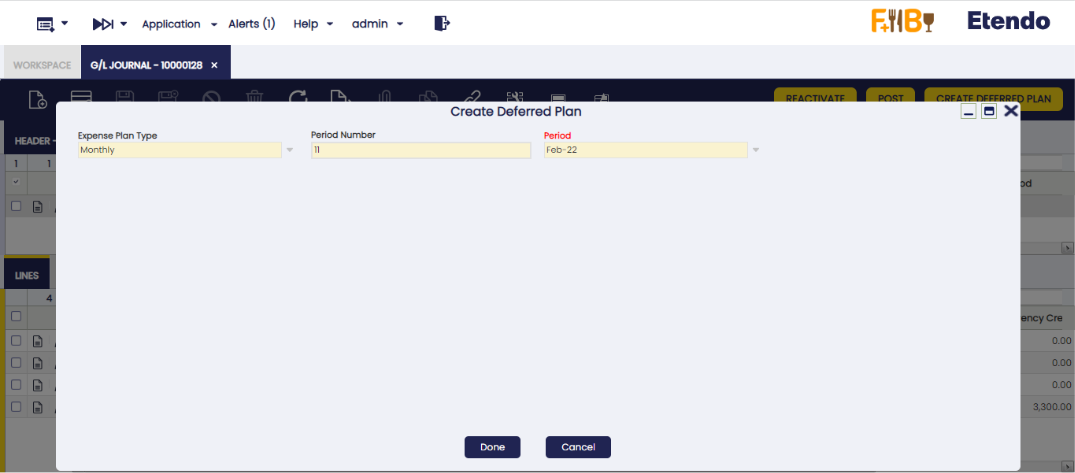 Application
Alerts (1)
Help
admin
F+&B
Etendo
WORKSPACE
G/L JOURNAL - 10000128 ×
REACTIVATE
POST
CREATE DEFERRED PLAN
Create Deferred Plan
HEADER -
Expense Plan Type
Period Number
Period
Monthly
11
Feb-22
1 1
od
LINES
4
ency Cre
0.00
0.00
0.00
3,300.00
Done
Cancel